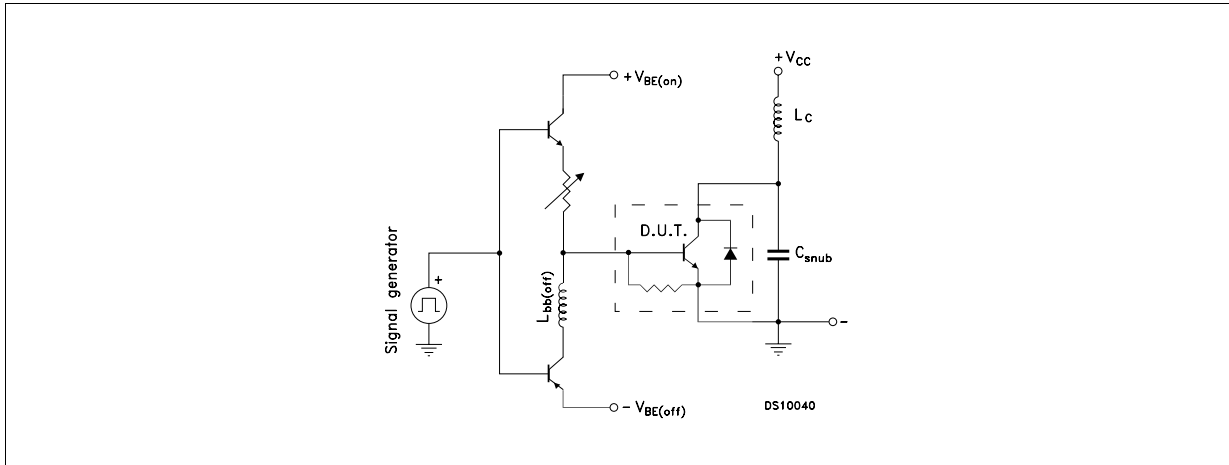 + V_CC
+ V_BE(on)
L_C
D.U.T.
C_snub
Signal generator
+
L_bb(off)
-
- V_BE(off)
DS10040